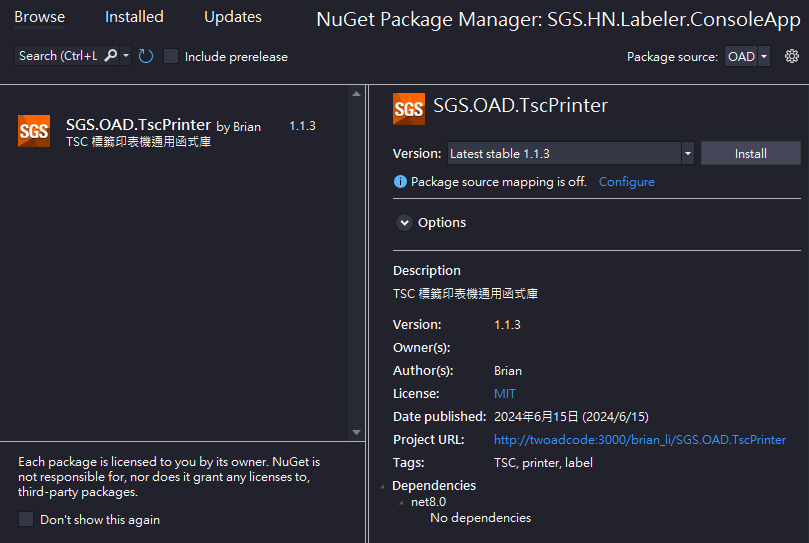 Browse
Installed
Updates
NuGet Package Manager: SGS.HN.Labeler.ConsoleApp
Search (Ctrl+L
Include prerelease
Package source:
OAD
SGS
SGS.OAD.TscPrinter by Brian
1.1.3
TSC 標籤印表機通用函式庫
Each package is licensed to you by its owner. NuGet is
not responsible for, nor does it grant any licenses to,
third-party packages.
Don't show this again
SGS
SGS.OAD.TscPrinter
Version:
Latest stable 1.1.3
Install
Package source mapping is off. Configure
Options
Description
TSC 標籤印表機通用函式庫
Version: 1.1.3
Owner(s):
Author(s): Brian
License: MIT
Date published: 2024年6月15日 (2024/6/15)
Project URL: http://twoadcode:3000/brian_li/SGS.OAD.TscPrinter
Tags: TSC, printer, label
Dependencies
net8.0
No dependencies